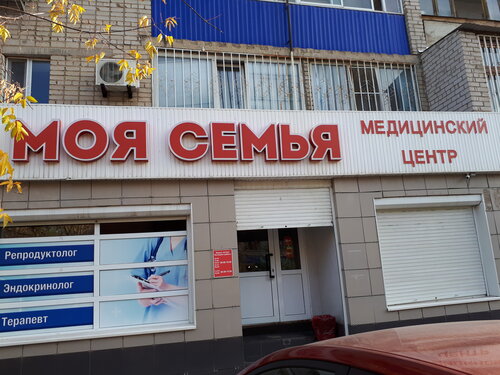 МОЯ СЕМЬЯ
МЕДИЦИНСКИЙ
ЦЕНТР
Репродуктолог
Эндокринолог
Терапевт